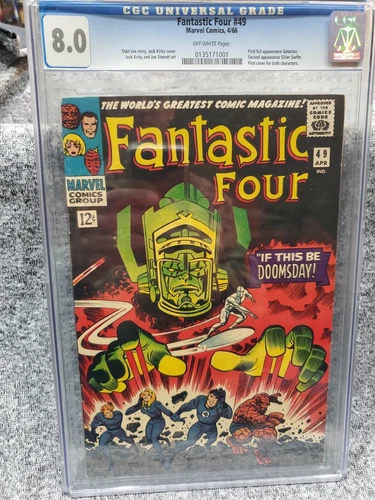 CGC UNIVERSAL GRADE
8.0
Fantastic Four #49
Marvel Comics, 4/66
OFF-WHITE Pages
0135171001
Stan Lee story, Jack Kirby cover
Jack Kirby and Joe Sinnott art
First full appearance Galactus.
Second appearance Silver Surfer.
First cover for both characters.
THE WORLD'S GREATEST COMIC MAGAZINE!
APPROVED
BY THE
COMICS
CODE
AUTHORITY
Fantastic
Four
MARVEL
COMICS
GROUP
12¢
49
APR
IND.
"IF THIS BE
DOOMSDAY!